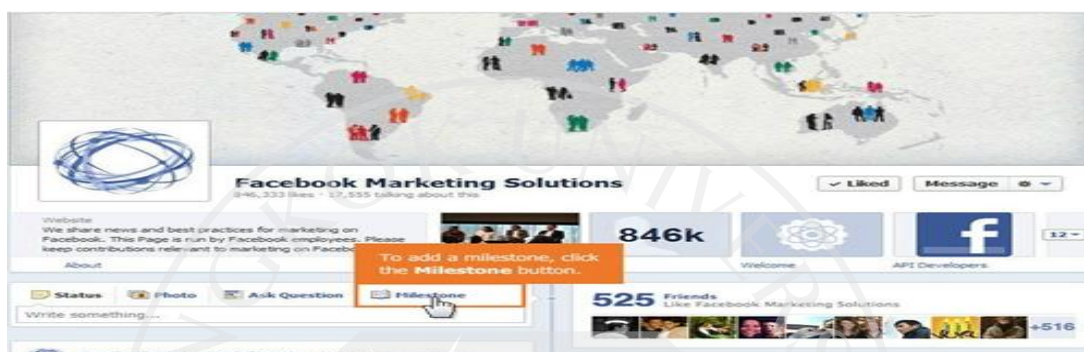 Facebook Marketing Solutions
846,333 likes · 17,555 talking about this
✓ Liked
Message
Website
We share news and best practices for marketing on
Facebook. This Page is run by Facebook employees. Please
keep contributions relevant to marketing on Facebo
About
846k
Welcome
API Developers
12
To add a milestone, click
the Milestone button.
Status Photo Ask Question Milestone
Write something...
525 Friends
Like Facebook Marketing Solutions
+516